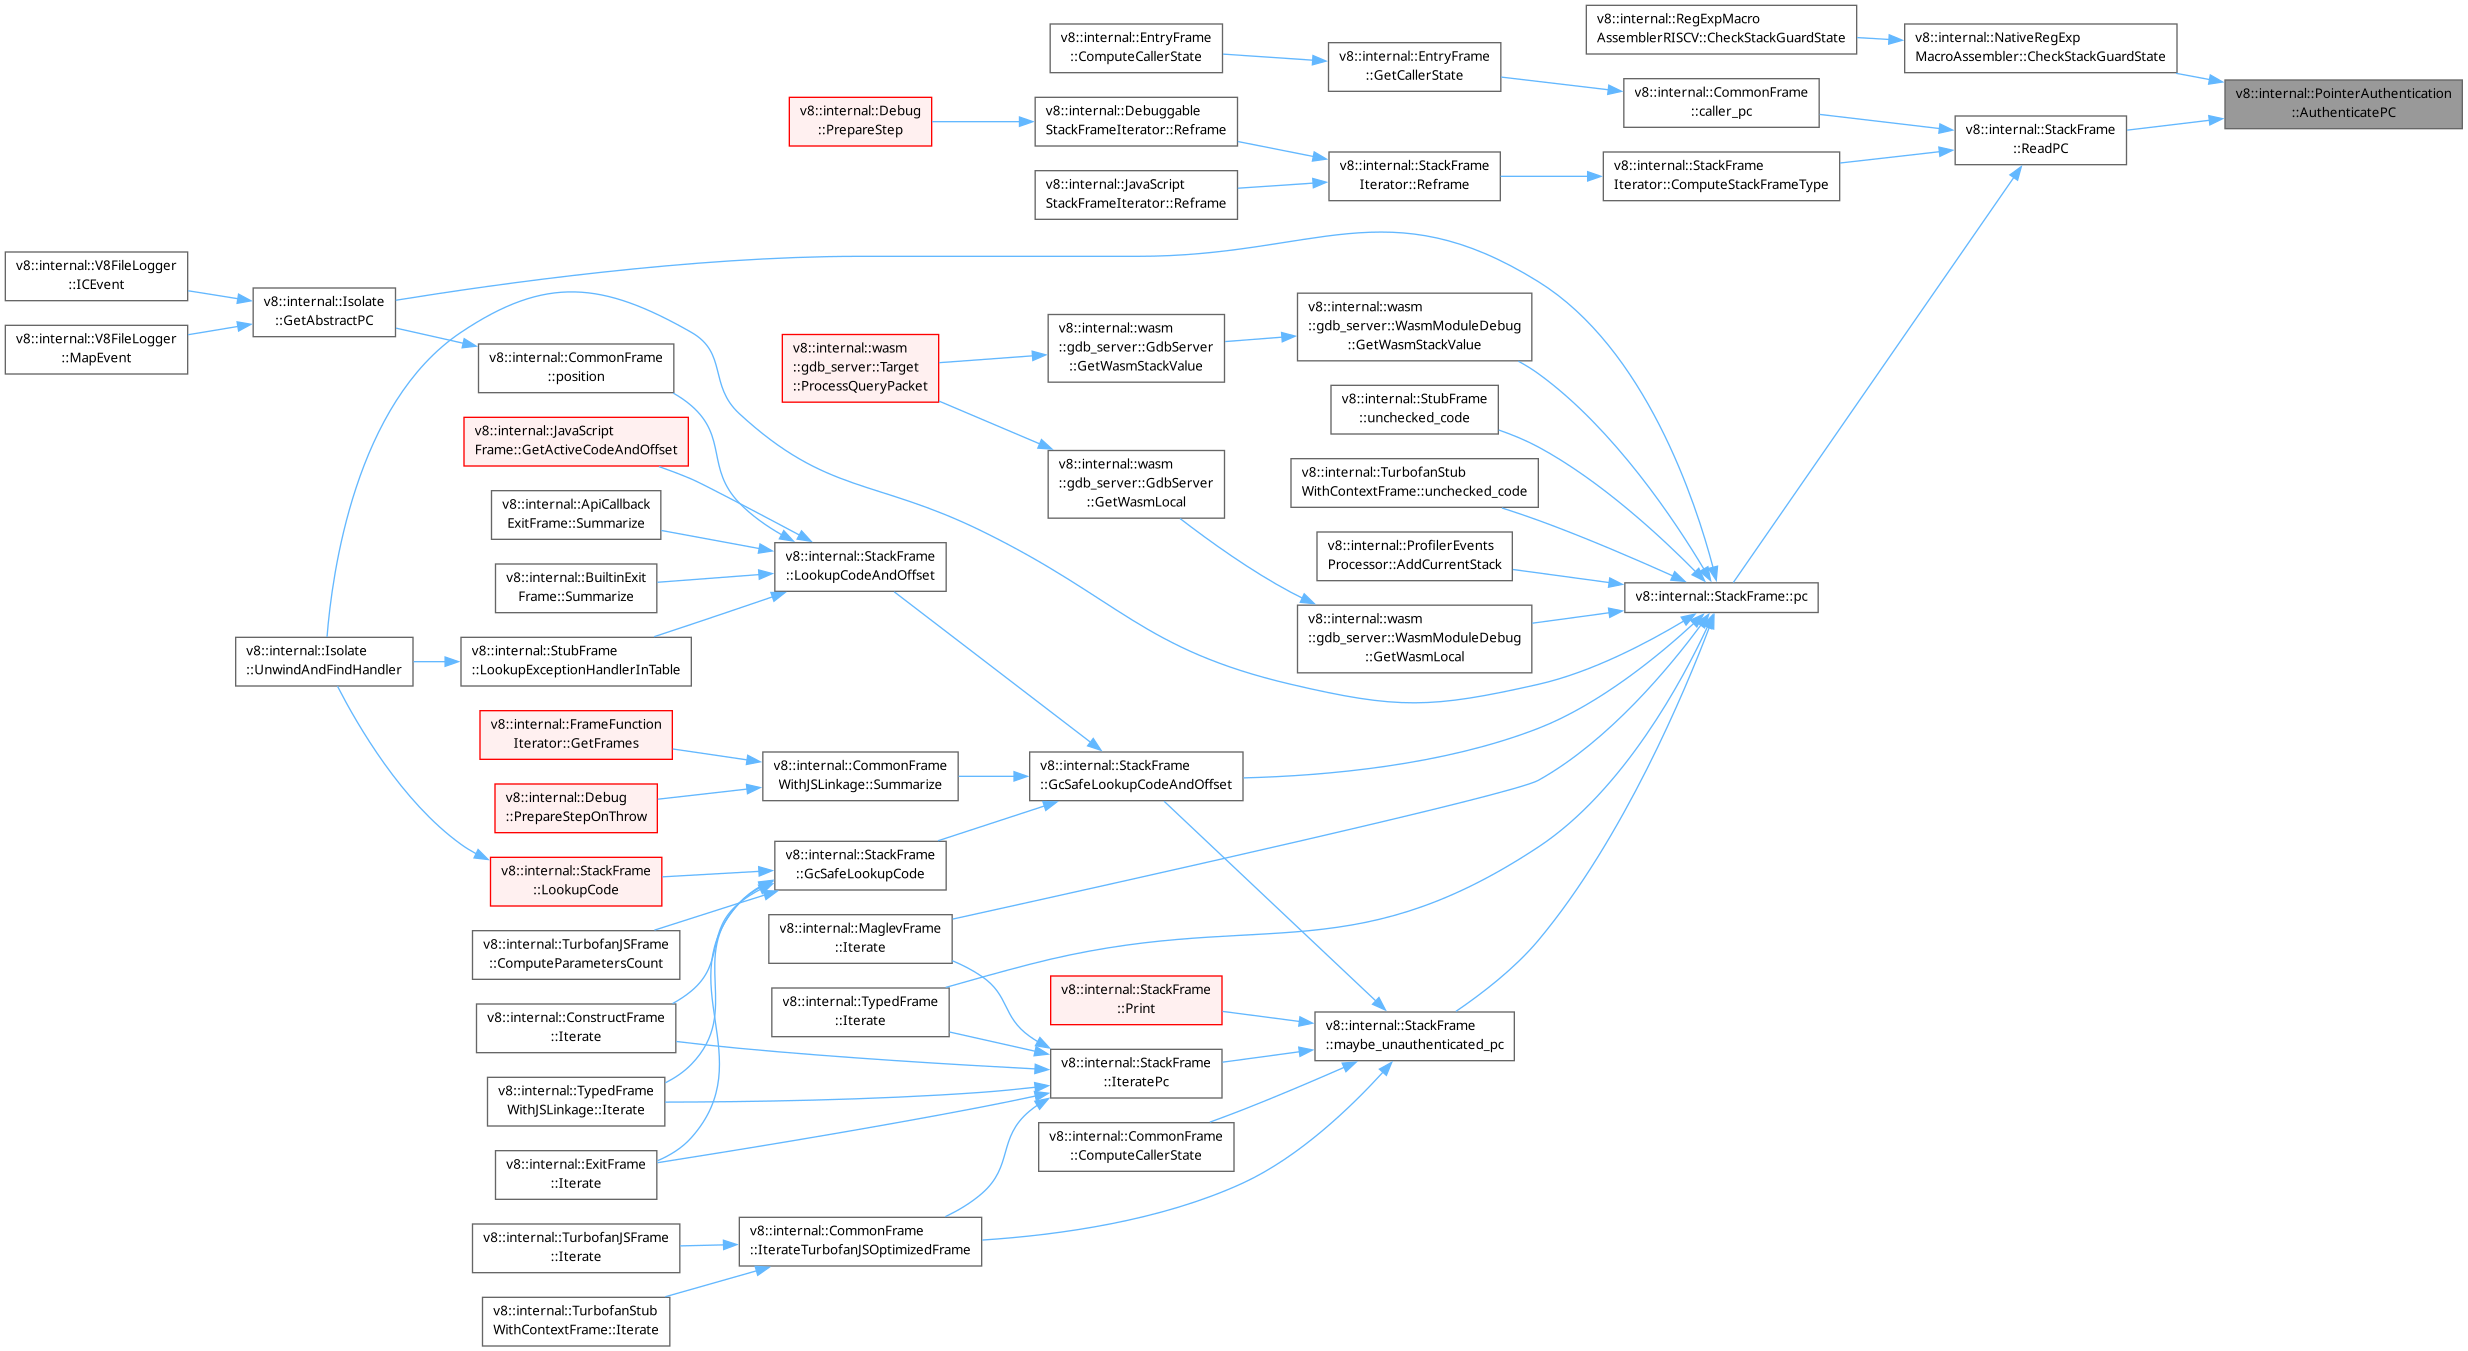 v8::internal::RegExpMacro
AssemblerRISCV::CheckStackGuardState
v8::internal::NativeRegExp
MacroAssembler::CheckStackGuardState
v8::internal::EntryFrame
::ComputeCallerState
v8::internal::EntryFrame
::GetCallerState
v8::internal::CommonFrame
::caller_pc
v8::internal::PointerAuthentication
::AuthenticatePC
v8::internal::Debug
::PrepareStep
v8::internal::Debuggable
StackFrameIterator::Reframe
v8::internal::StackFrame
::ReadPC
v8::internal::StackFrame
Iterator::Reframe
v8::internal::StackFrame
Iterator::ComputeStackFrameType
v8::internal::JavaScript
StackFrameIterator::Reframe
v8::internal::V8FileLogger
::ICEvent
v8::internal::Isolate
::GetAbstractPC
v8::internal::V8FileLogger
::MapEvent
v8::internal::wasm
::gdb_server::WasmModuleDebug
::GetWasmStackValue
v8::internal::wasm
::gdb_server::GdbServer
::GetWasmStackValue
v8::internal::wasm
::gdb_server::Target
::ProcessQueryPacket
v8::internal::CommonFrame
::position
v8::internal::StubFrame
::unchecked_code
v8::internal::JavaScript
Frame::GetActiveCodeAndOffset
v8::internal::wasm
::gdb_server::GdbServer
::GetWasmLocal
v8::internal::TurbofanStub
WithContextFrame::unchecked_code
v8::internal::ApiCallback
ExitFrame::Summarize
v8::internal::ProfilerEvents
Processor::AddCurrentStack
v8::internal::StackFrame
::LookupCodeAndOffset
v8::internal::BuiltinExit
Frame::Summarize
v8::internal::StackFrame::pc
v8::internal::wasm
::gdb_server::WasmModuleDebug
::GetWasmLocal
v8::internal::Isolate
::UnwindAndFindHandler
v8::internal::StubFrame
::LookupExceptionHandlerInTable
v8::internal::FrameFunction
Iterator::GetFrames
v8::internal::CommonFrame
WithJSLinkage::Summarize
v8::internal::StackFrame
::GcSafeLookupCodeAndOffset
v8::internal::Debug
::PrepareStepOnThrow
v8::internal::StackFrame
::GcSafeLookupCode
v8::internal::StackFrame
::LookupCode
v8::internal::MaglevFrame
::Iterate
v8::internal::TurbofanJSFrame
::ComputeParametersCount
v8::internal::StackFrame
::Print
v8::internal::TypedFrame
::Iterate
v8::internal::ConstructFrame
::Iterate
v8::internal::StackFrame
::maybe_unauthenticated_pc
v8::internal::StackFrame
::IteratePc
v8::internal::TypedFrame
WithJSLinkage::Iterate
v8::internal::CommonFrame
::ComputeCallerState
v8::internal::ExitFrame
::Iterate
v8::internal::CommonFrame
::IterateTurbofanJSOptimizedFrame
v8::internal::TurbofanJSFrame
::Iterate
v8::internal::TurbofanStub
WithContextFrame::Iterate